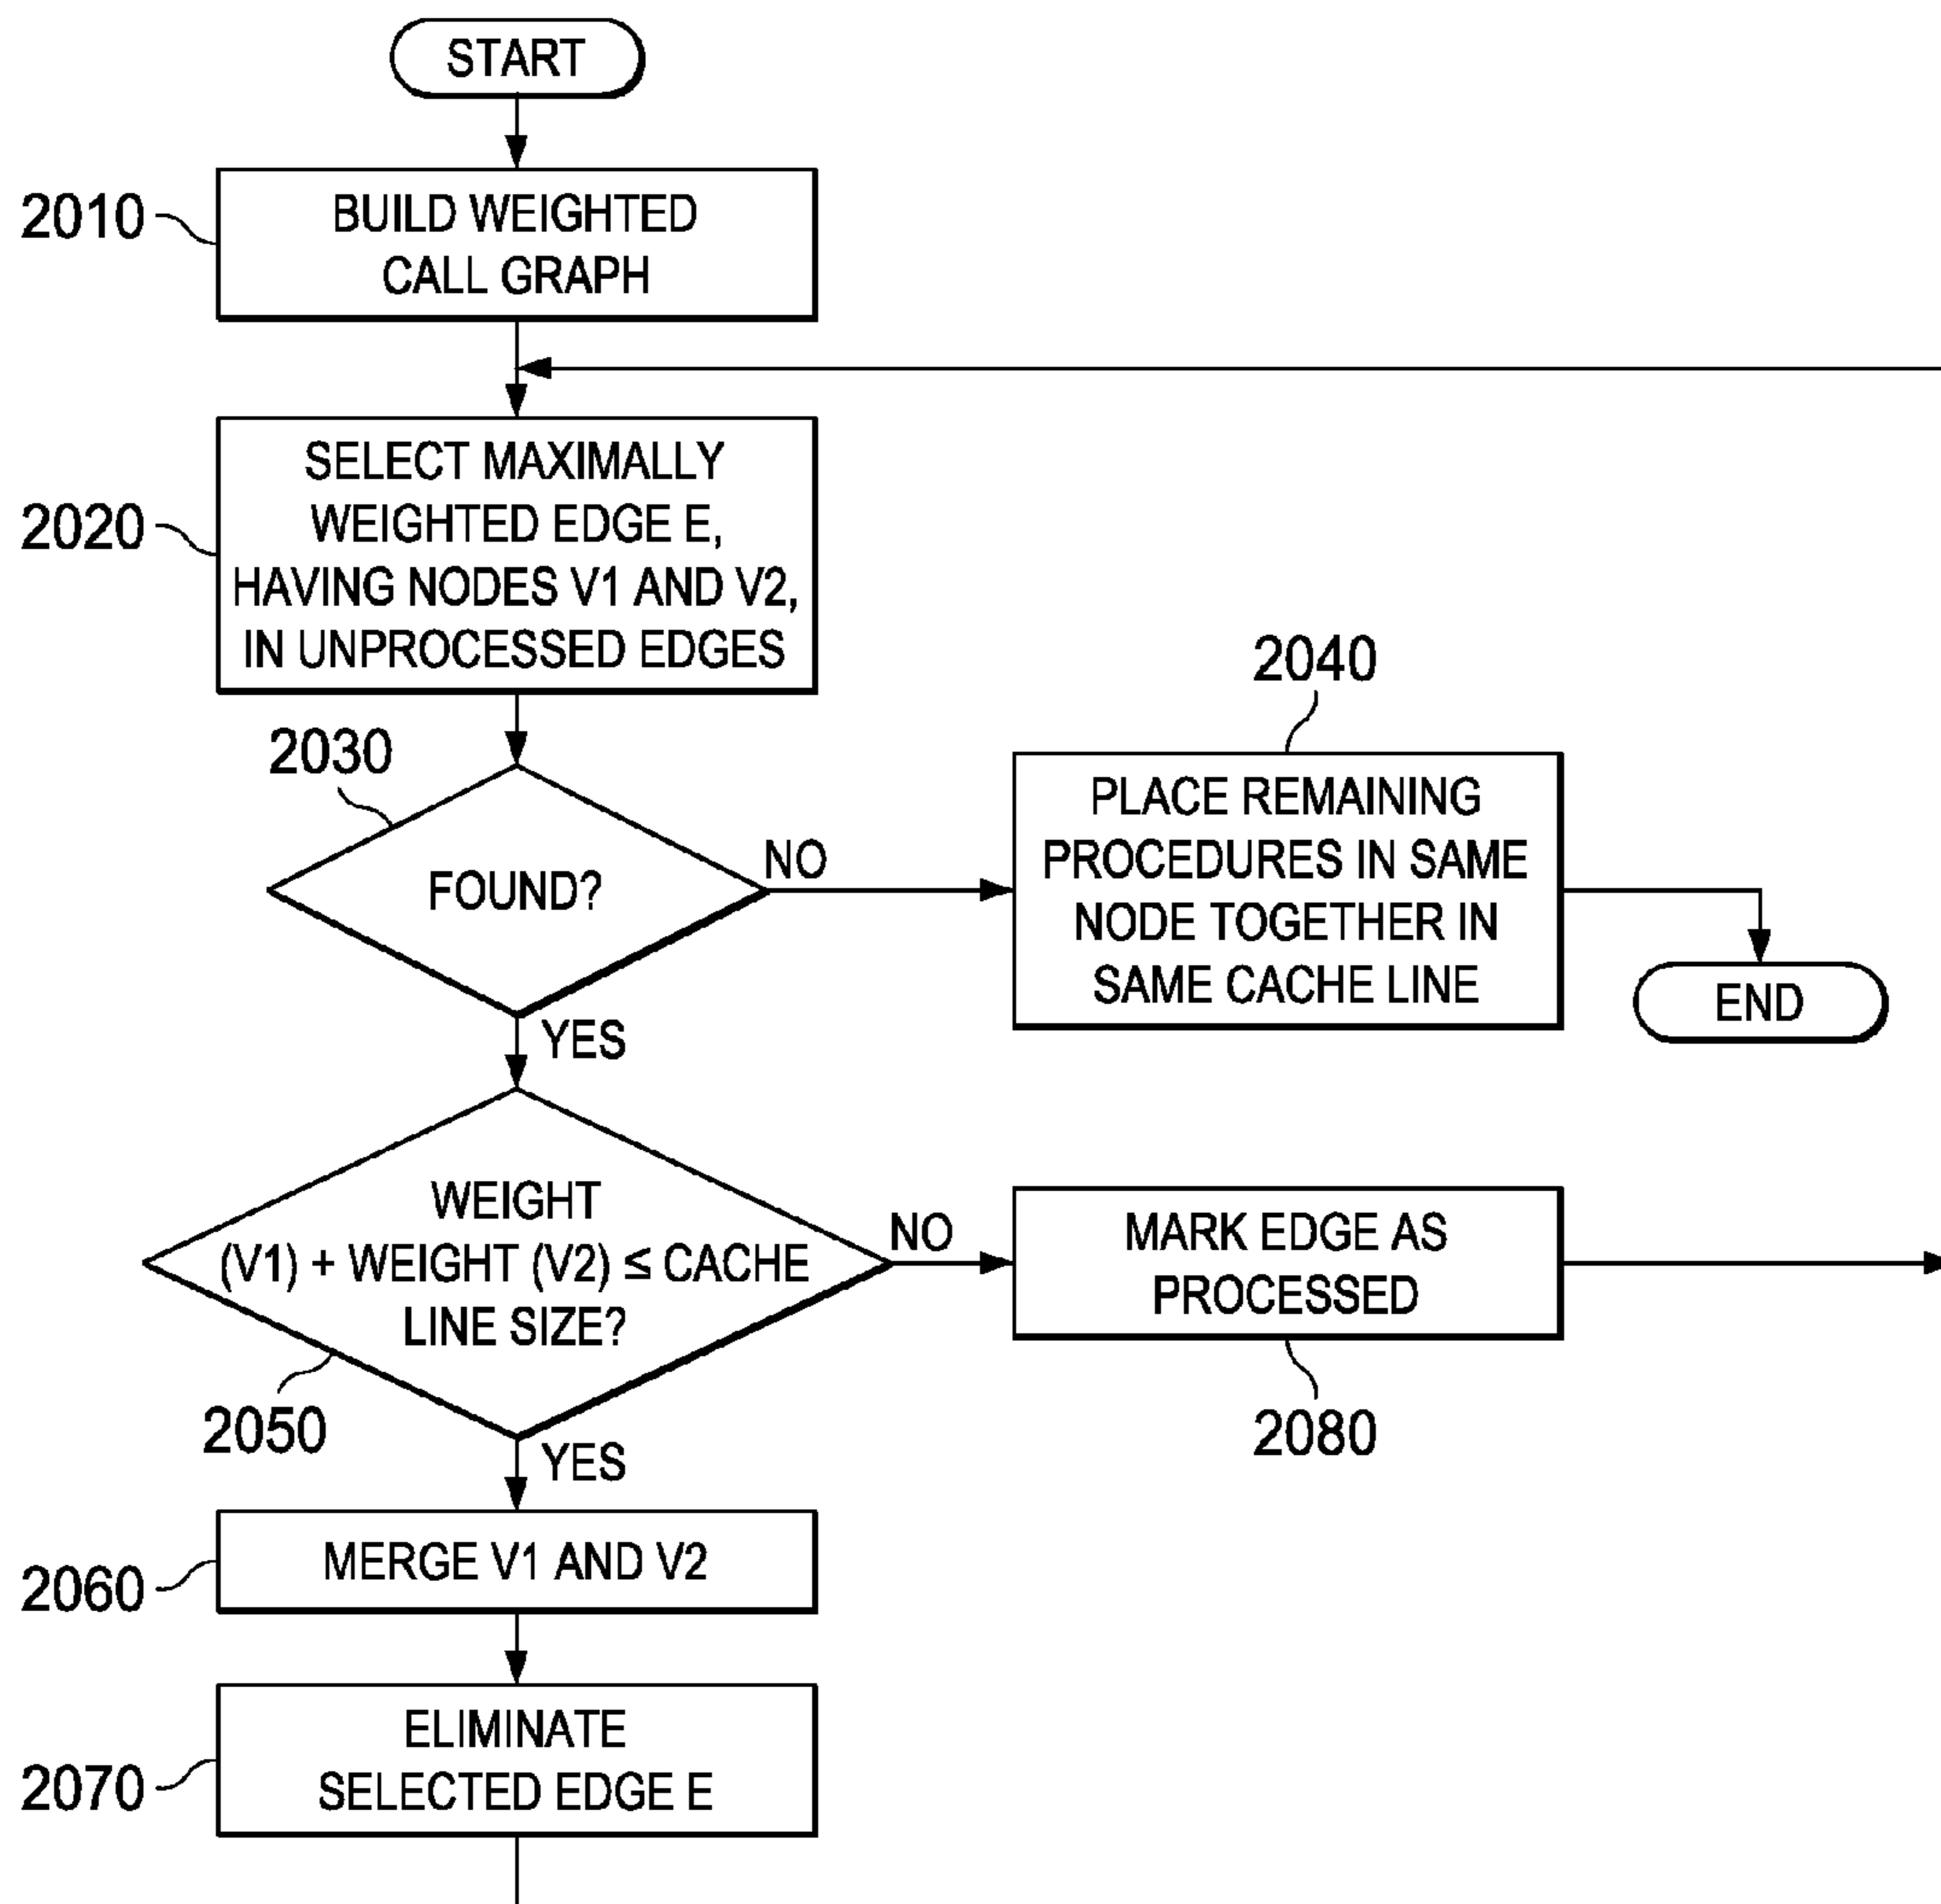 START
2010
BUILD WEIGHTED
CALL GRAPH
2020
SELECT MAXIMALLY
WEIGHTED EDGE E,
HAVING NODES V1 AND V2,
IN UNPROCESSED EDGES
2030
FOUND?
NO
YES
2040
PLACE REMAINING
PROCEDURES IN SAME
NODE TOGETHER IN
SAME CACHE LINE
END
WEIGHT
(V1) + WEIGHT (V2) ≤ CACHE
LINE SIZE?
2050
NO
YES
MARK EDGE AS
PROCESSED
2080
2060
MERGE V1 AND V2
2070
ELIMINATE
SELECTED EDGE E